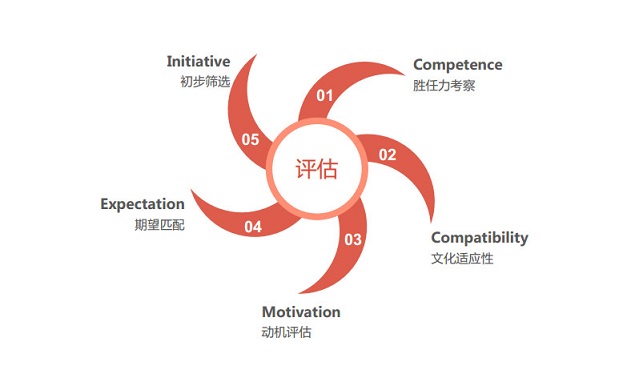 Initiative
初步筛选
Competence
胜任力考察
01
05
02
评估
Expectation
期望匹配
04
03
Compatibility
文化适应性
Motivation
动机评估